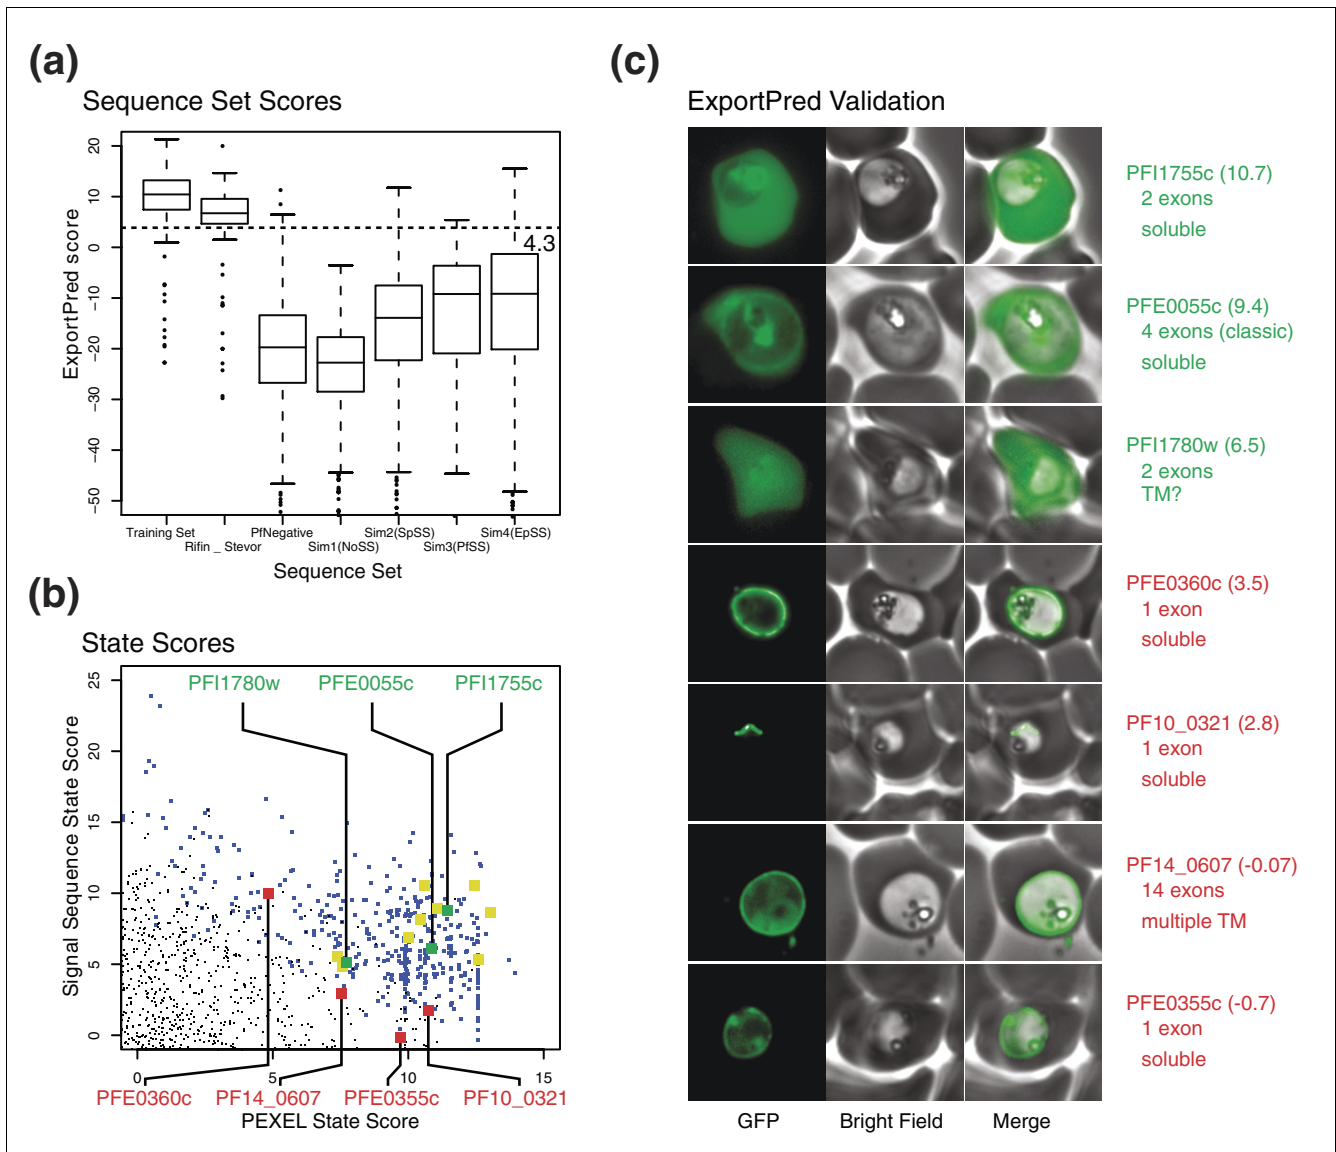 (a)
Sequence Set Scores
ExportPred score
20
10
0
−10
−20
−30
−40
−50
4.3
Training Set
Rifin _ Stevor
PfNegative
Sim1(NoSS)
Sim2(SpSS)
Sim3(PfSS)
Sim4(EpSS)
Sequence Set
(b)
State Scores
Signal Sequence State Score
25
20
15
10
5
0
PFI1780w
PFE0055c
PFI1755c
0
5
10
15
PFE0360c
PF14_0607
PFE0355c
PF10_0321
PEXEL State Score
(c)
ExportPred Validation
PFI1755c (10.7)
2 exons
soluble
PFE0055c (9.4)
4 exons (classic)
soluble
PFI1780w (6.5)
2 exons
TM?
PFE0360c (3.5)
1 exon
soluble
PF10_0321 (2.8)
1 exon
soluble
PF14_0607 (-0.07)
14 exons
multiple TM
PFE0355c (-0.7)
1 exon
soluble
GFP
Bright Field
Merge